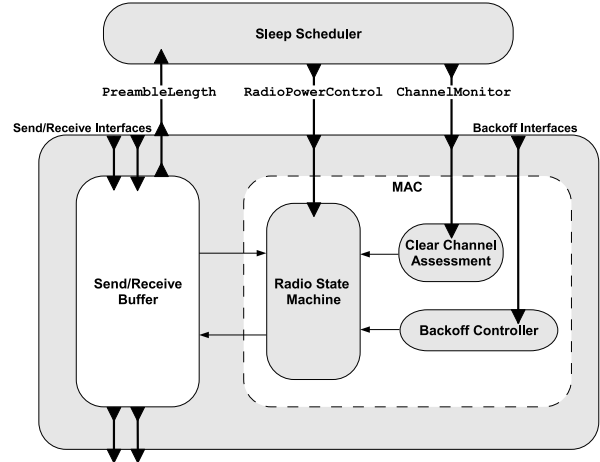 Sleep Scheduler
PreambleLength
RadioPowerControl
ChannelMonitor
Send/Receive Interfaces
Backoff Interfaces
MAC
Send/Receive
Buffer
Radio State
Machine
Clear Channel
Assessment
Backoff Controller